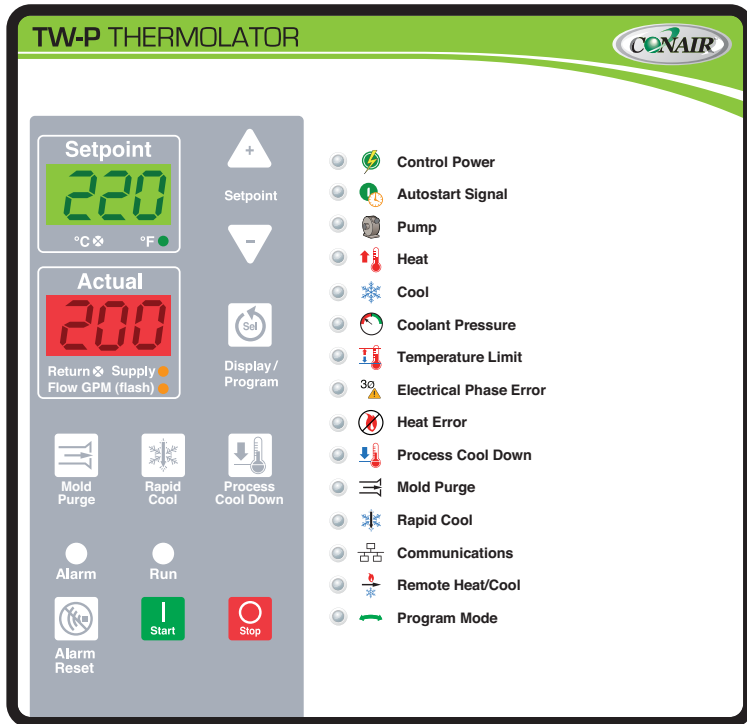 TW-P THERMOLATOR
CONAIR
Setpoint
220
°C °F
+
Setpoint
-
Actual
200
Return Supply
Flow GPM (flash)
Sel
Display/
Program
Mold
Purge
Rapid
Cool
Process
Cool Down
Alarm
Run
Alarm
Reset
Start
Stop
Control Power
Autostart Signal
Pump
Heat
Cool
Coolant Pressure
Temperature Limit
3Ø Electrical Phase Error
Heat Error
Process Cool Down
Mold Purge
Rapid Cool
Communications
Remote Heat/Cool
Program Mode